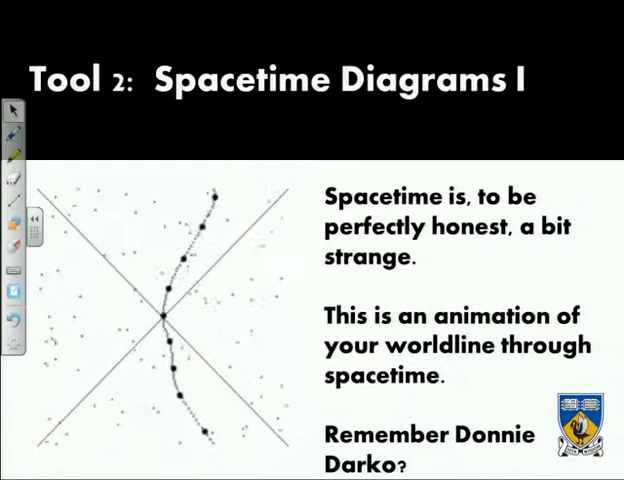 Tool 2: Spacetime Diagrams I
Spacetime is, to be
perfectly honest, a bit
strange.
This is an animation of
your worldline through
spacetime.
Remember Donnie
Darko?